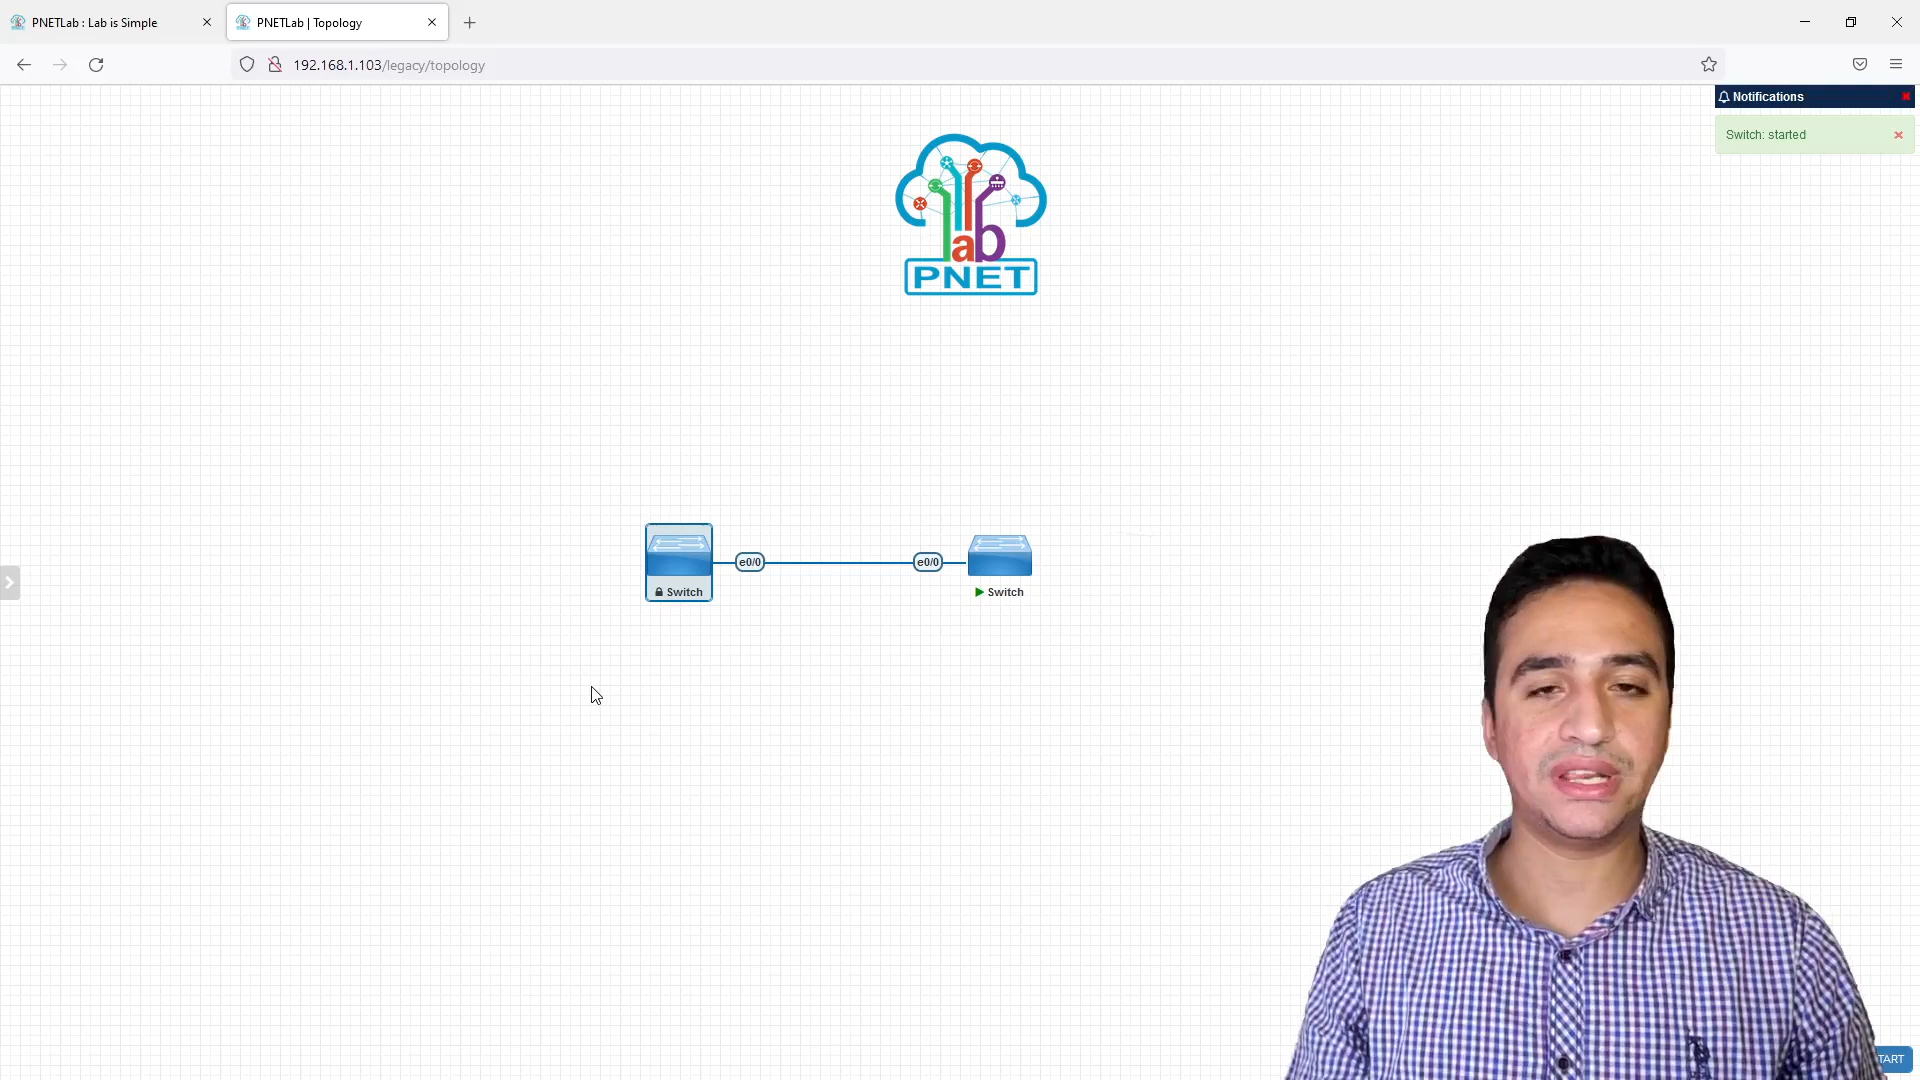 PNETLab : Lab is Simple
PNETLab | Topology
192.168.1.103/legacy/topology
Notifications
Switch: started
lab
PNET
e0/0
e0/0
Switch
Switch
TART